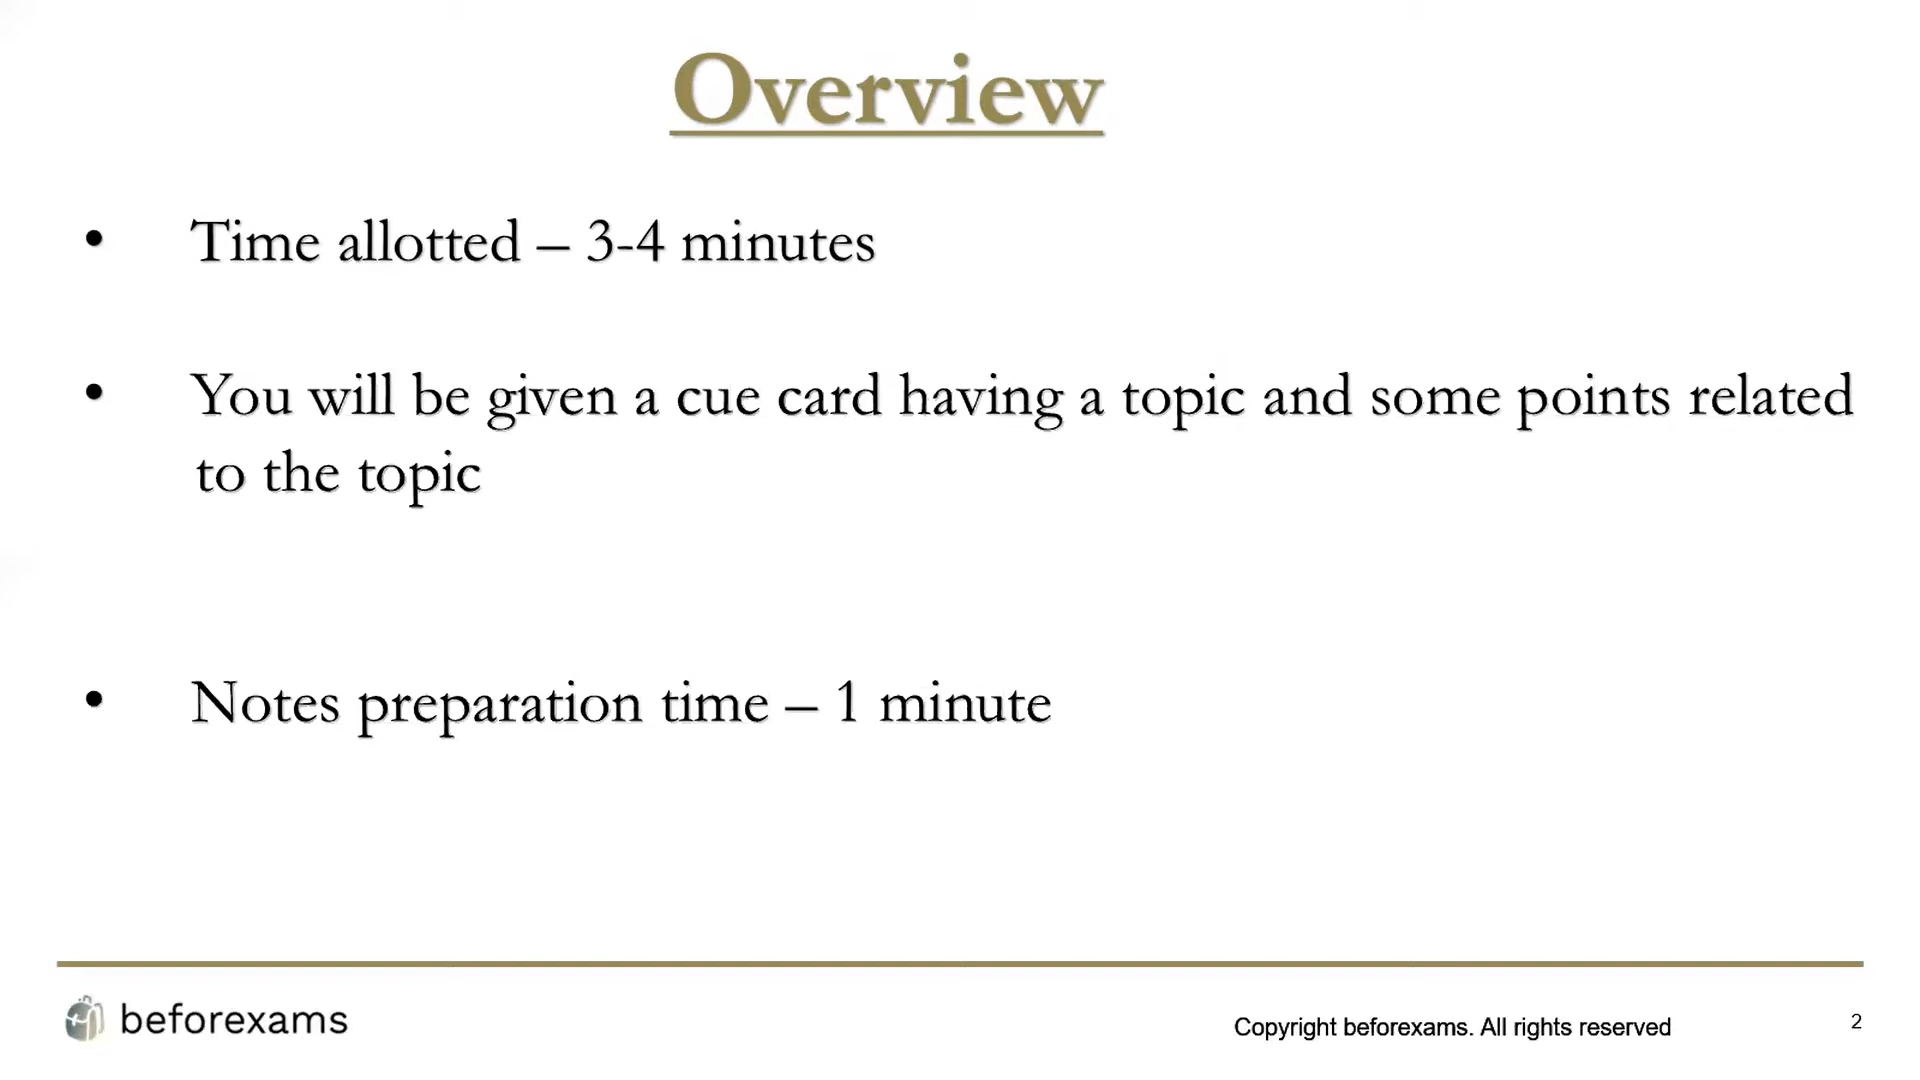 Overview
• Time allotted – 3-4 minutes
• You will be given a cue card having a topic and some points related
to the topic
• Notes preparation time – 1 minute
beforexams
Copyright beforexams. All rights reserved
2